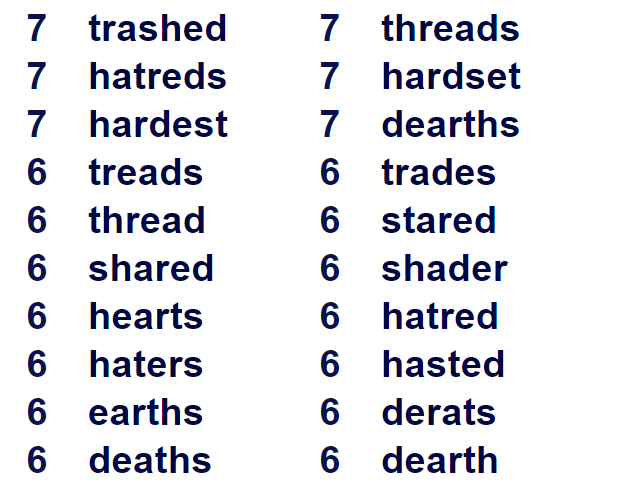 7 trashed 7 threads
7 hatreds 7 hardset
7 hardest 7 dearths
6 treads 6 trades
6 thread 6 stared
6 shared 6 shader
6 hearts 6 hatred
6 haters 6 hasted
6 earths 6 derats
6 deaths 6 dearth